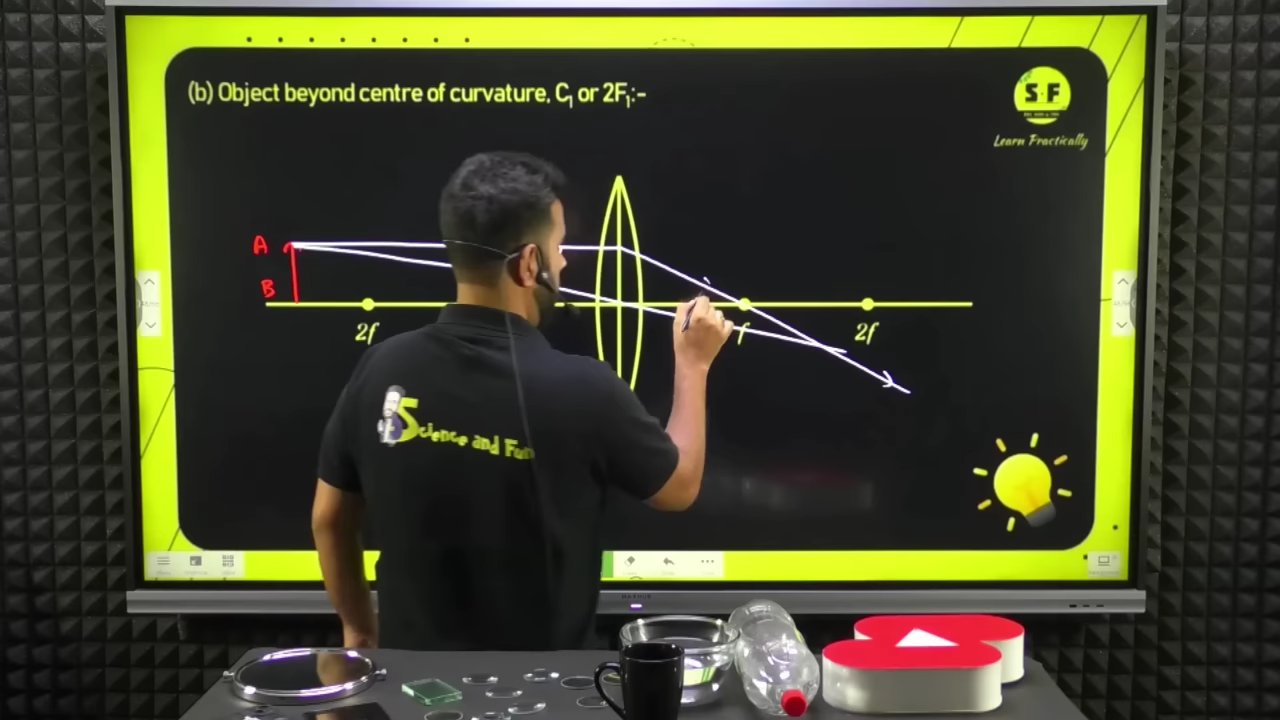 (b) Object beyond centre of curvature, C₁ or 2F₁:-
S F
Learn Practically
A
B
2f
f
2f
Science and Fun